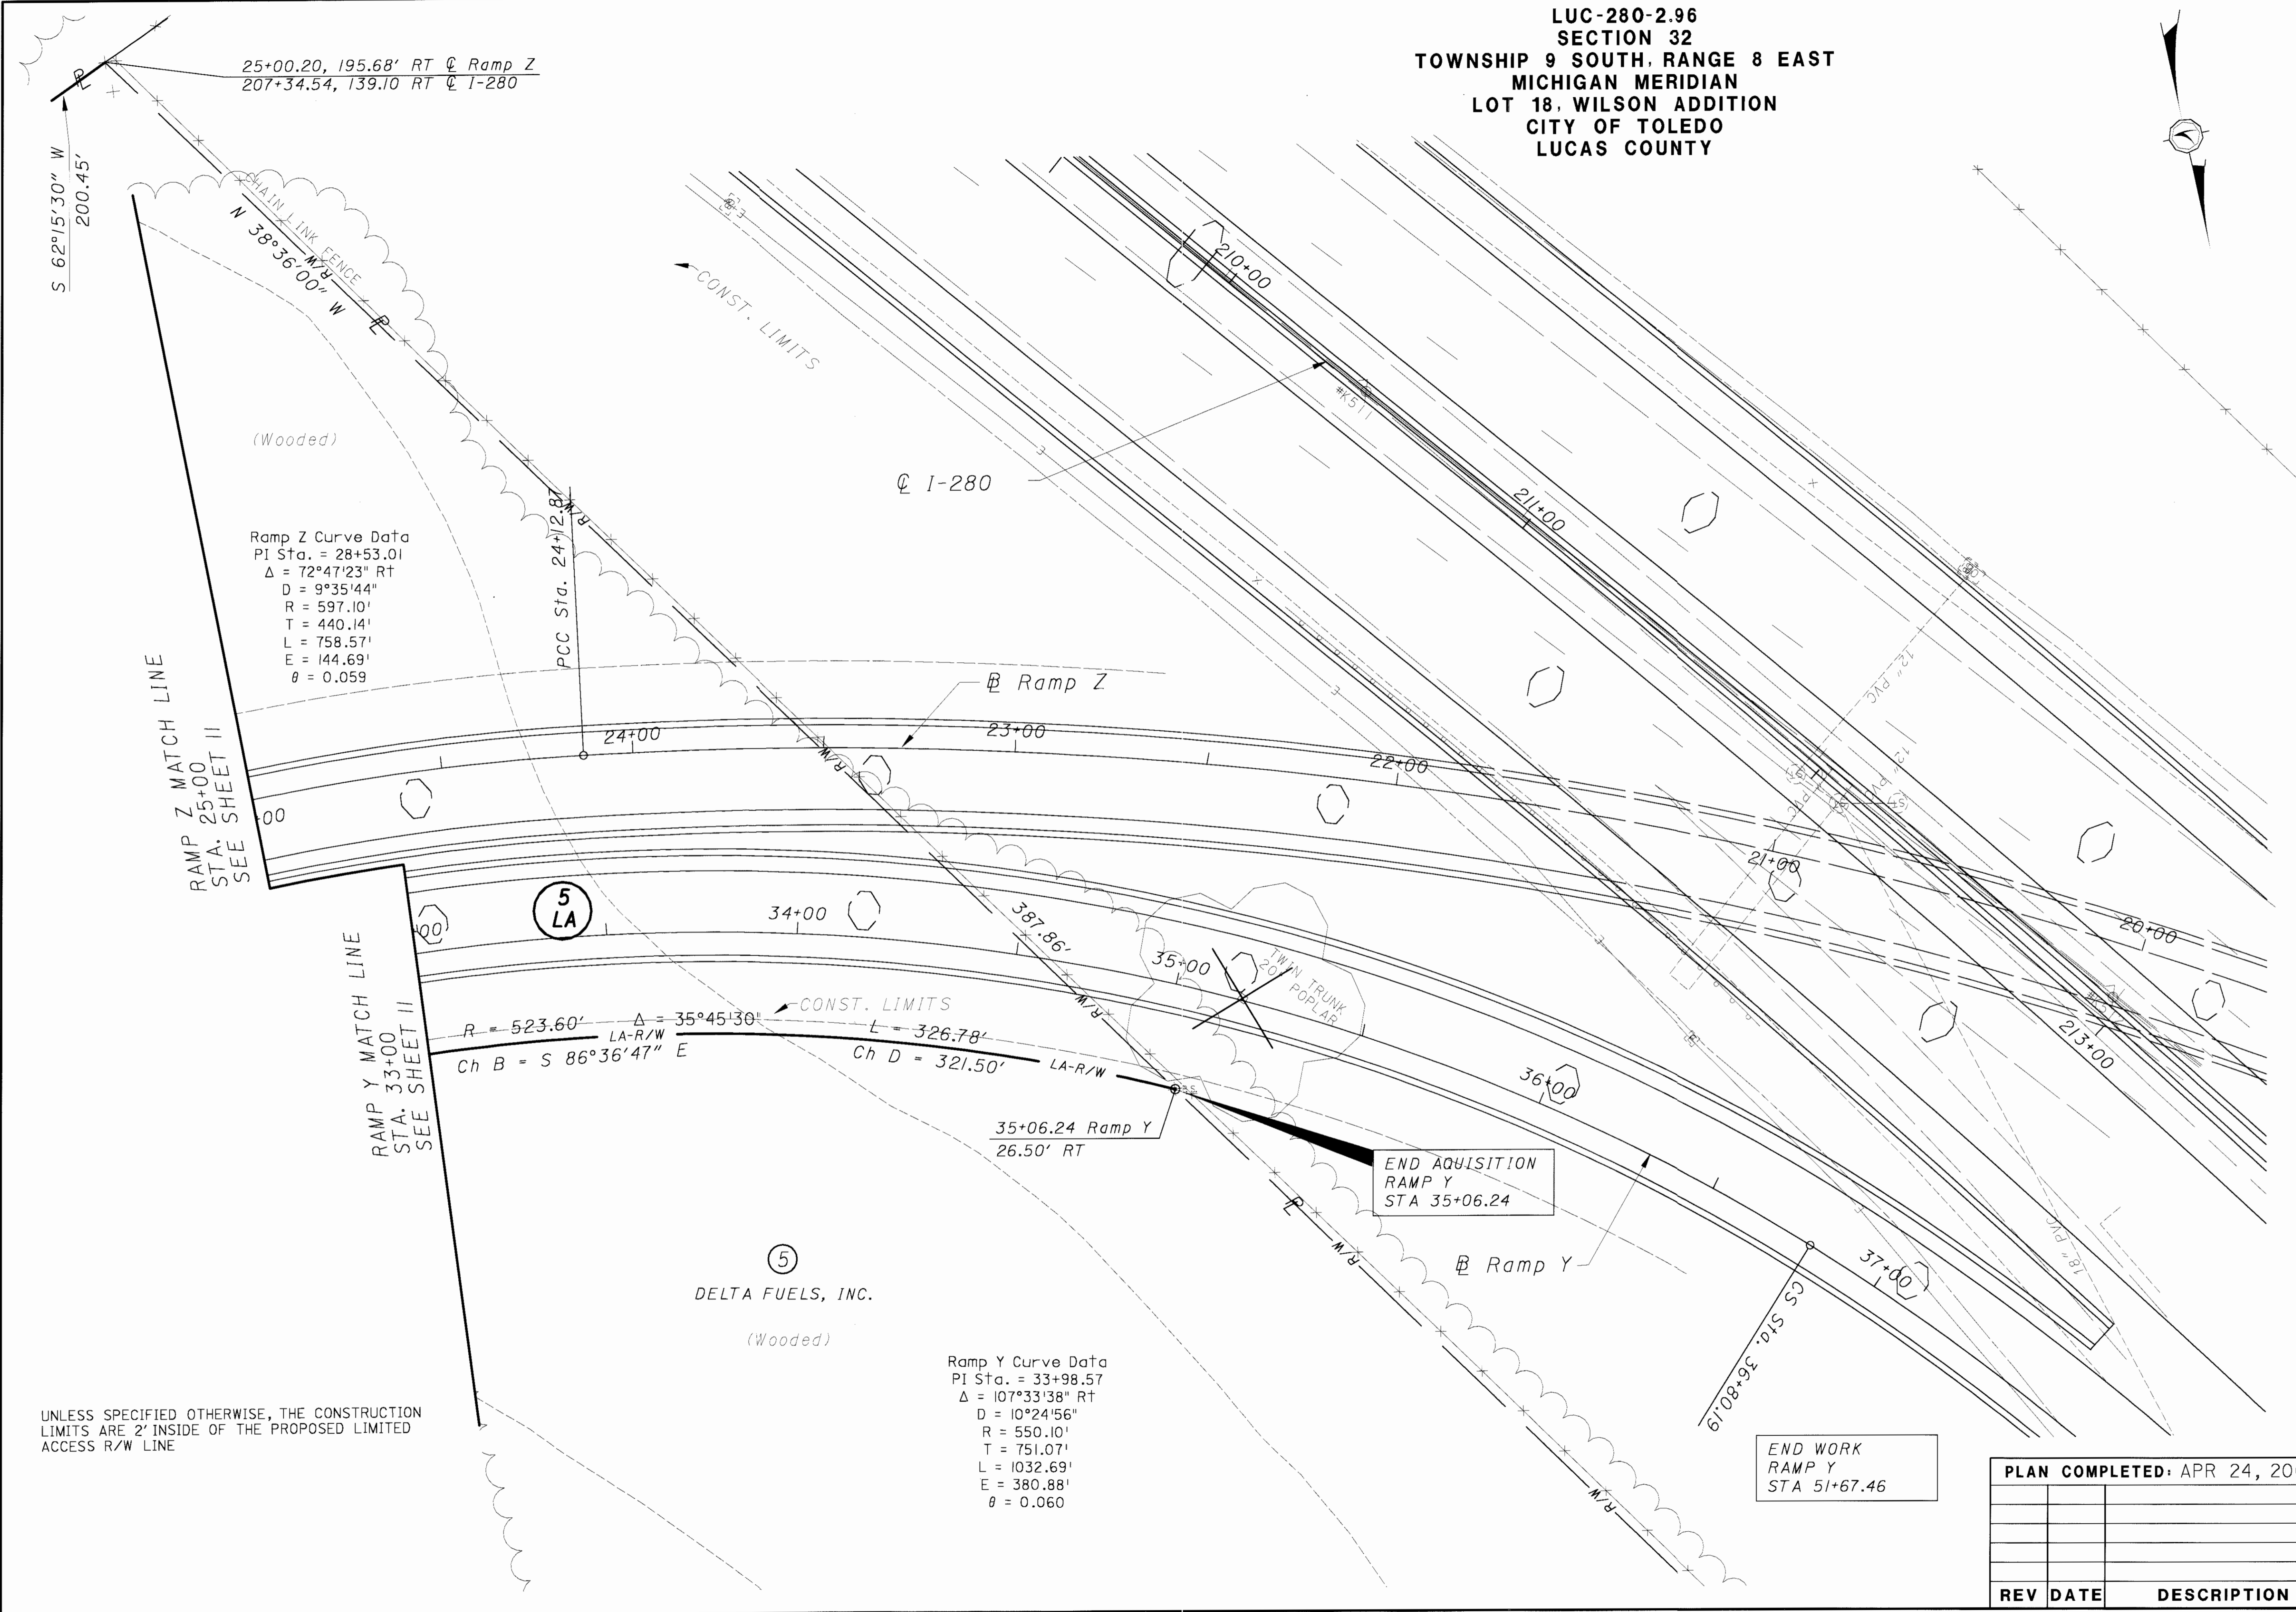 LUC-280-2.96
SECTION 32
TOWNSHIP 9 SOUTH, RANGE 8 EAST
MICHIGAN MERIDIAN
LOT 18, WILSON ADDITION
CITY OF TOLEDO
LUCAS COUNTY
25+00.20, 195.68' RT ℄ Ramp Z
207+34.54, 139.10 RT ℄ I-280
S 62°15'30" W
200.45'
CHAIN LINK FENCE
R/W
N 38°36'00" W
CONST. LIMITS
210+00
#K511
℄ I-280
211+00
(Wooded)
R/W
PCC Sta. 24+12.87
Ramp Z Curve Data
PI Sta. = 28+53.01
Δ = 72°47'23" Rt
D = 9°35'44"
R = 597.10'
T = 440.14'
L = 758.57'
E = 144.69'
θ = 0.059
12" PVC
12" PVC
PVC
RAMP Z MATCH LINE
STA. 25+00
SEE SHEET 11
BL Ramp Z
24+00
23+00
22+00
21+00
20+00
213+00
R/W
+00
5
LA
34+00
00
387.86'
35+00
TWIN TRUNK
20"
POPLAR
R/W
RAMP Y MATCH LINE
STA. 33+00
SEE SHEET 11
CONST. LIMITS
R = 523.60' Δ = 35°45'30" L = 326.78'
LA-R/W
Ch B = S 86°36'47" E Ch D = 321.50'
LA-R/W
36+00
35+06.24 Ramp Y
26.50' RT
END AQUISITION
RAMP Y
STA 35+06.24
R/W
BL Ramp Y
37+00
18" PVC
CS Sta. 36+80.19
5
DELTA FUELS, INC.
(Wooded)
Ramp Y Curve Data
PI Sta. = 33+98.57
Δ = 107°33'38" Rt
D = 10°24'56"
R = 550.10'
T = 751.07'
L = 1032.69'
E = 380.88'
θ = 0.060
UNLESS SPECIFIED OTHERWISE, THE CONSTRUCTION
LIMITS ARE 2' INSIDE OF THE PROPOSED LIMITED
ACCESS R/W LINE
R/W
END WORK
RAMP Y
STA 51+67.46
PLAN COMPLETED: APR 24, 20
REV DATE DESCRIPTION